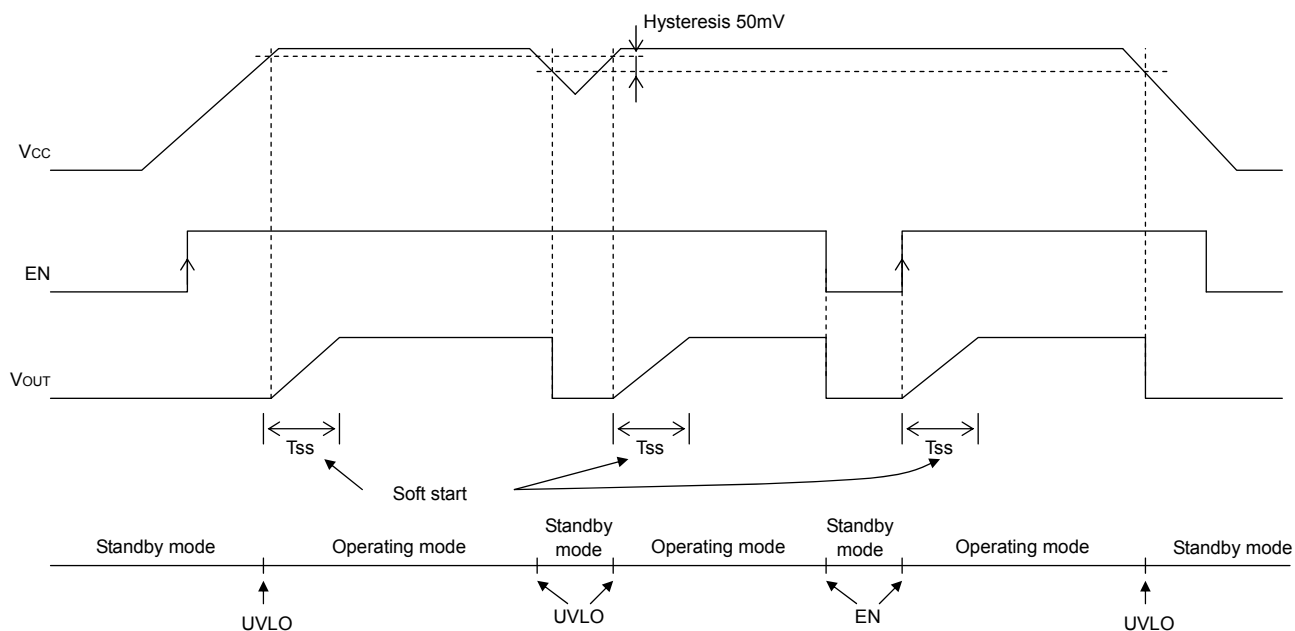 Hysteresis 50mV
VCC
EN
VOUT
Tss
Tss
Tss
Soft start
Standby mode
Operating mode
Standby
mode
Operating mode
Standby
mode
Operating mode
Standby mode
UVLO
UVLO
EN
UVLO